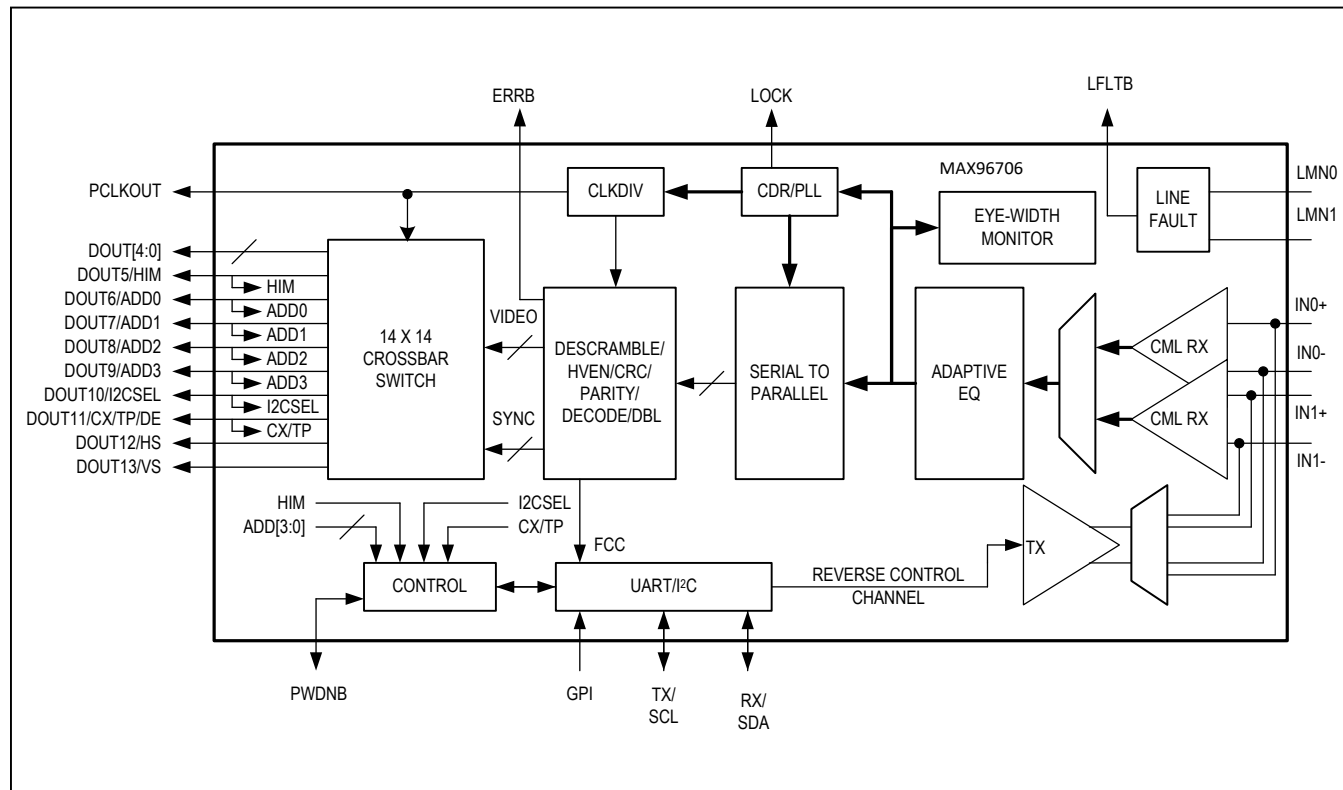 ERRB
LOCK
LFLTB
MAX96706
PCLKOUT
CLKDIV
CDR/PLL
EYE-WIDTH
MONITOR
LINE
FAULT
LMN0
LMN1
DOUT[4:0]
DOUT5/HIM
HIM
DOUT6/ADD0
ADD0
DOUT7/ADD1
ADD1
DOUT8/ADD2
ADD2
DOUT9/ADD3
ADD3
DOUT10/I2CSEL
I2CSEL
DOUT11/CX/TP/DE
CX/TP
DOUT12/HS
DOUT13/VS
14 X 14
CROSSBAR
SWITCH
VIDEO
SYNC
DESCRAMBLE/
HVEN/CRC/
PARITY/
DECODE/DBL
SERIAL TO
PARALLEL
ADAPTIVE
EQ
CML RX
CML RX
IN0+
IN0-
IN1+
IN1-
HIM
ADD[3:0]
I2CSEL
CX/TP
FCC
CONTROL
UART/I²C
REVERSE CONTROL
CHANNEL
TX
PWDNB
GPI
TX/
SCL
RX/
SDA